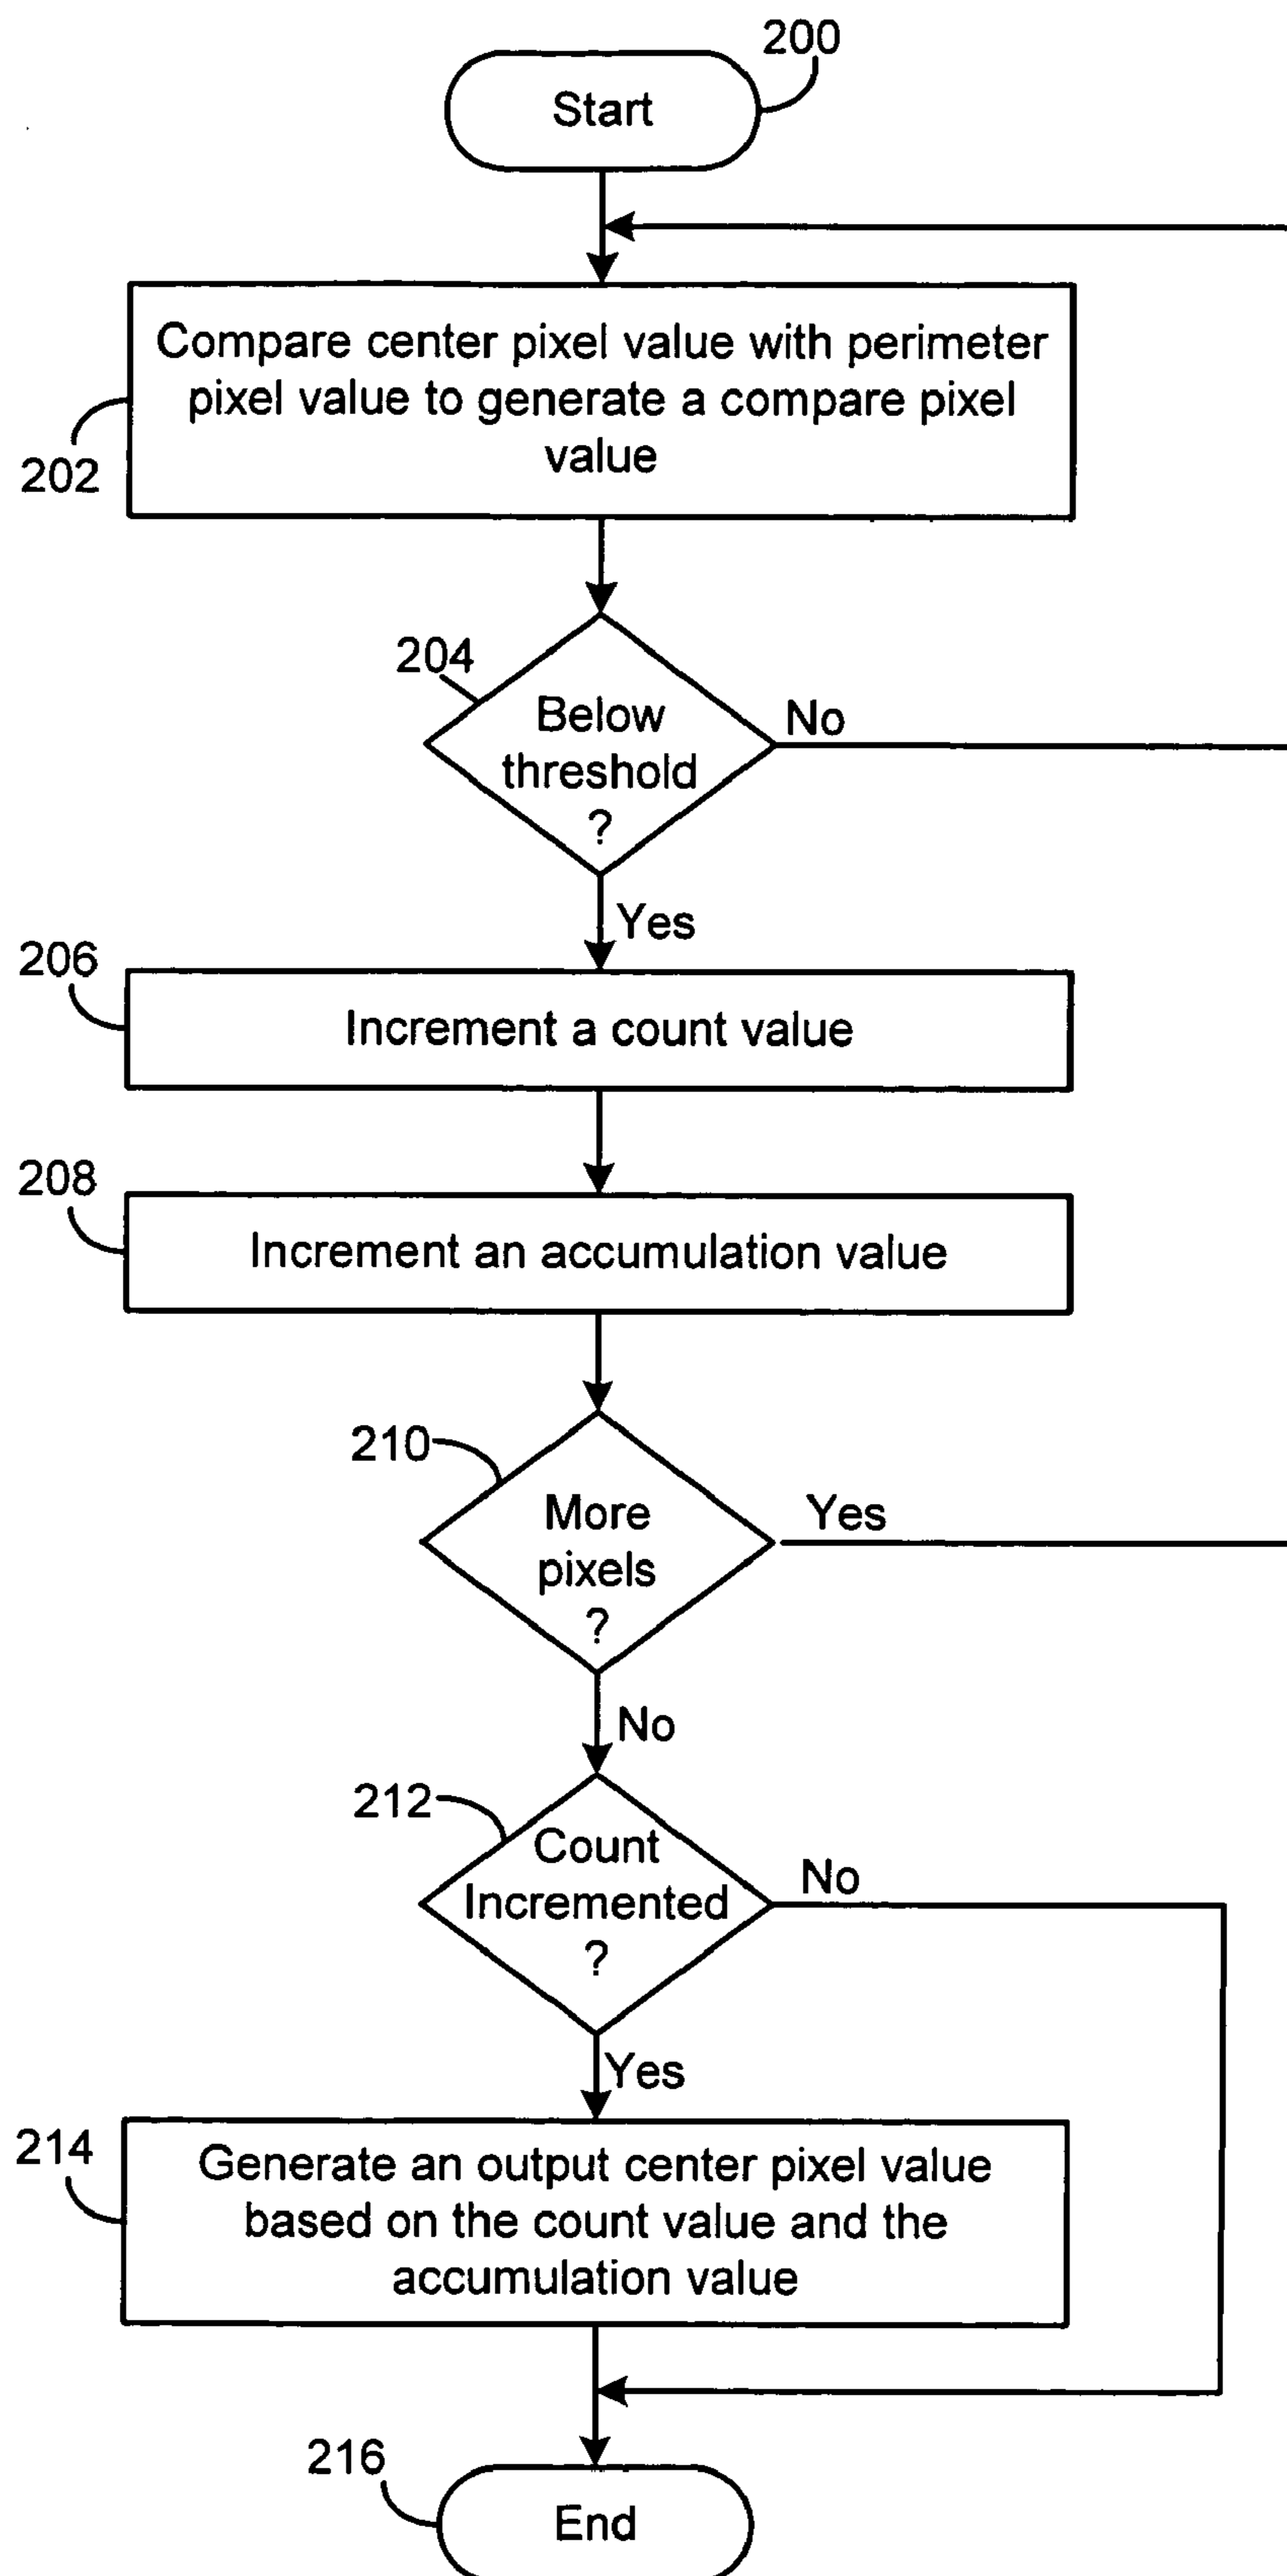 200
Start
Compare center pixel value with perimeter
pixel value to generate a compare pixel
value
202
204
Below
threshold
?
No
Yes
206
Increment a count value
208
Increment an accumulation value
210
More
pixels
?
Yes
No
212
Count
Incremented
?
No
Yes
214
Generate an output center pixel value
based on the count value and the
accumulation value
216
End